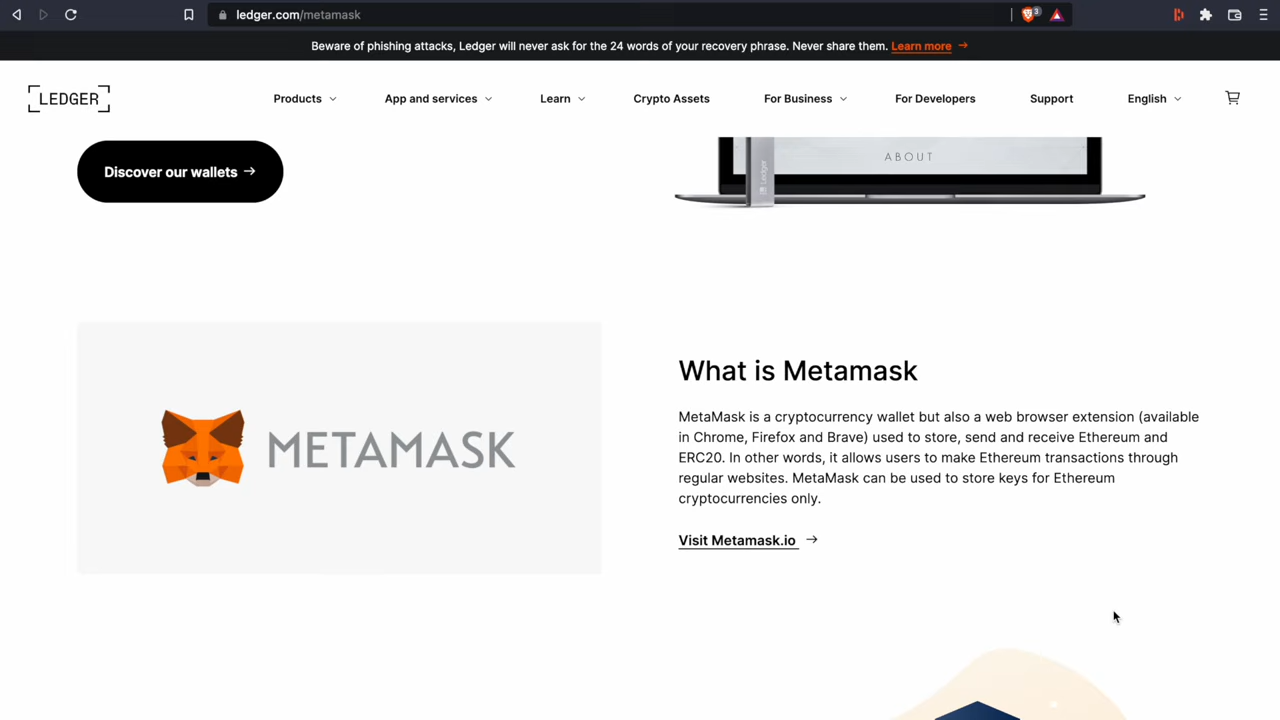 ledger.com/metamask
3
Beware of phishing attacks, Ledger will never ask for the 24 words of your recovery phrase. Never share them. Learn more →
LEDGER
Products
App and services
Learn
Crypto Assets
For Business
For Developers
Support
English
Discover our wallets →
ABOUT
Ledger
METAMASK
What is Metamask
MetaMask is a cryptocurrency wallet but also a web browser extension (available
in Chrome, Firefox and Brave) used to store, send and receive Ethereum and
ERC20. In other words, it allows users to make Ethereum transactions through
regular websites. MetaMask can be used to store keys for Ethereum
cryptocurrencies only.
Visit Metamask.io →